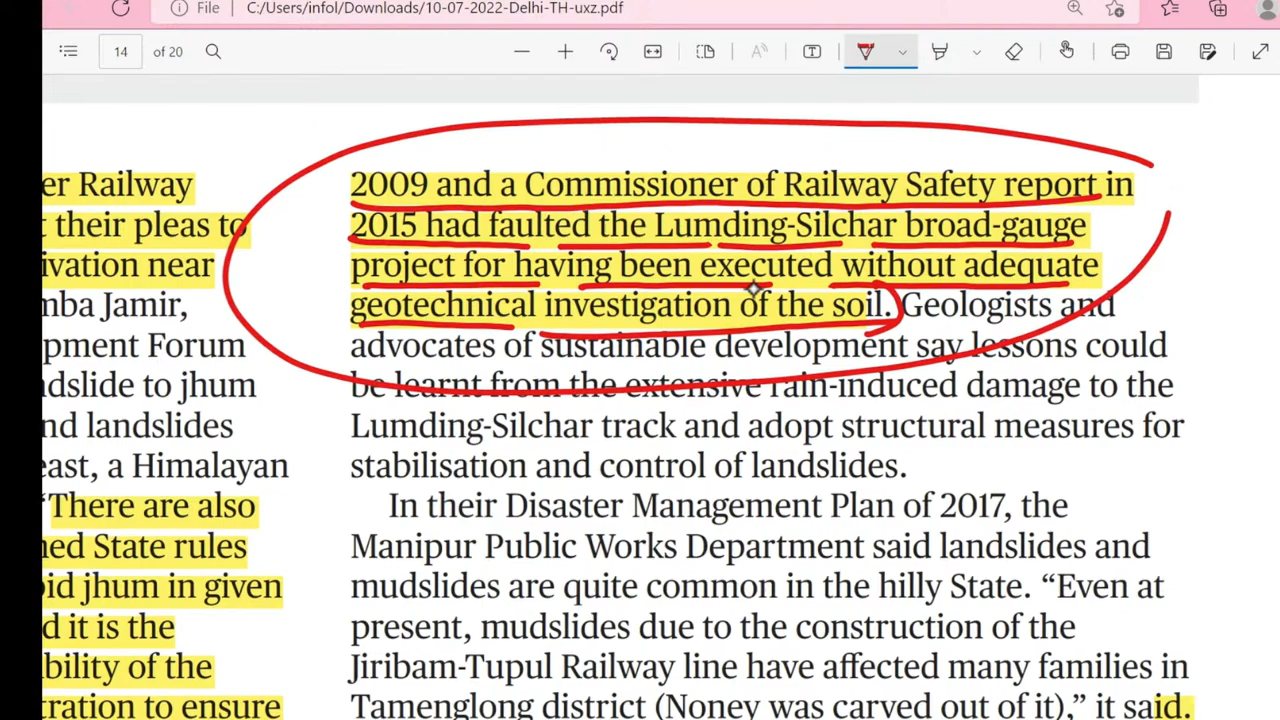 File
C:/Users/infol/Downloads/10-07-2022-Delhi-TH-uxz.pdf
14 of 20
er Railway
t their pleas to
ivation near
mba Jamir,
opment Forum
ndslide to jhum
nd landslides
east, a Himalayan
“There are also
ned State rules
bid jhum in given
d it is the
bility of the
tration to ensure
2009 and a Commissioner of Railway Safety report in
2015 had faulted the Lumding-Silchar broad-gauge
project for having been executed without adequate
geotechnical investigation of the soil. Geologists and
advocates of sustainable development say lessons could
be learnt from the extensive rain-induced damage to the
Lumding-Silchar track and adopt structural measures for
stabilisation and control of landslides.
In their Disaster Management Plan of 2017, the
Manipur Public Works Department said landslides and
mudslides are quite common in the hilly State. “Even at
present, mudslides due to the construction of the
Jiribam-Tupul Railway line have affected many families in
Tamenglong district (Noney was carved out of it),” it said.